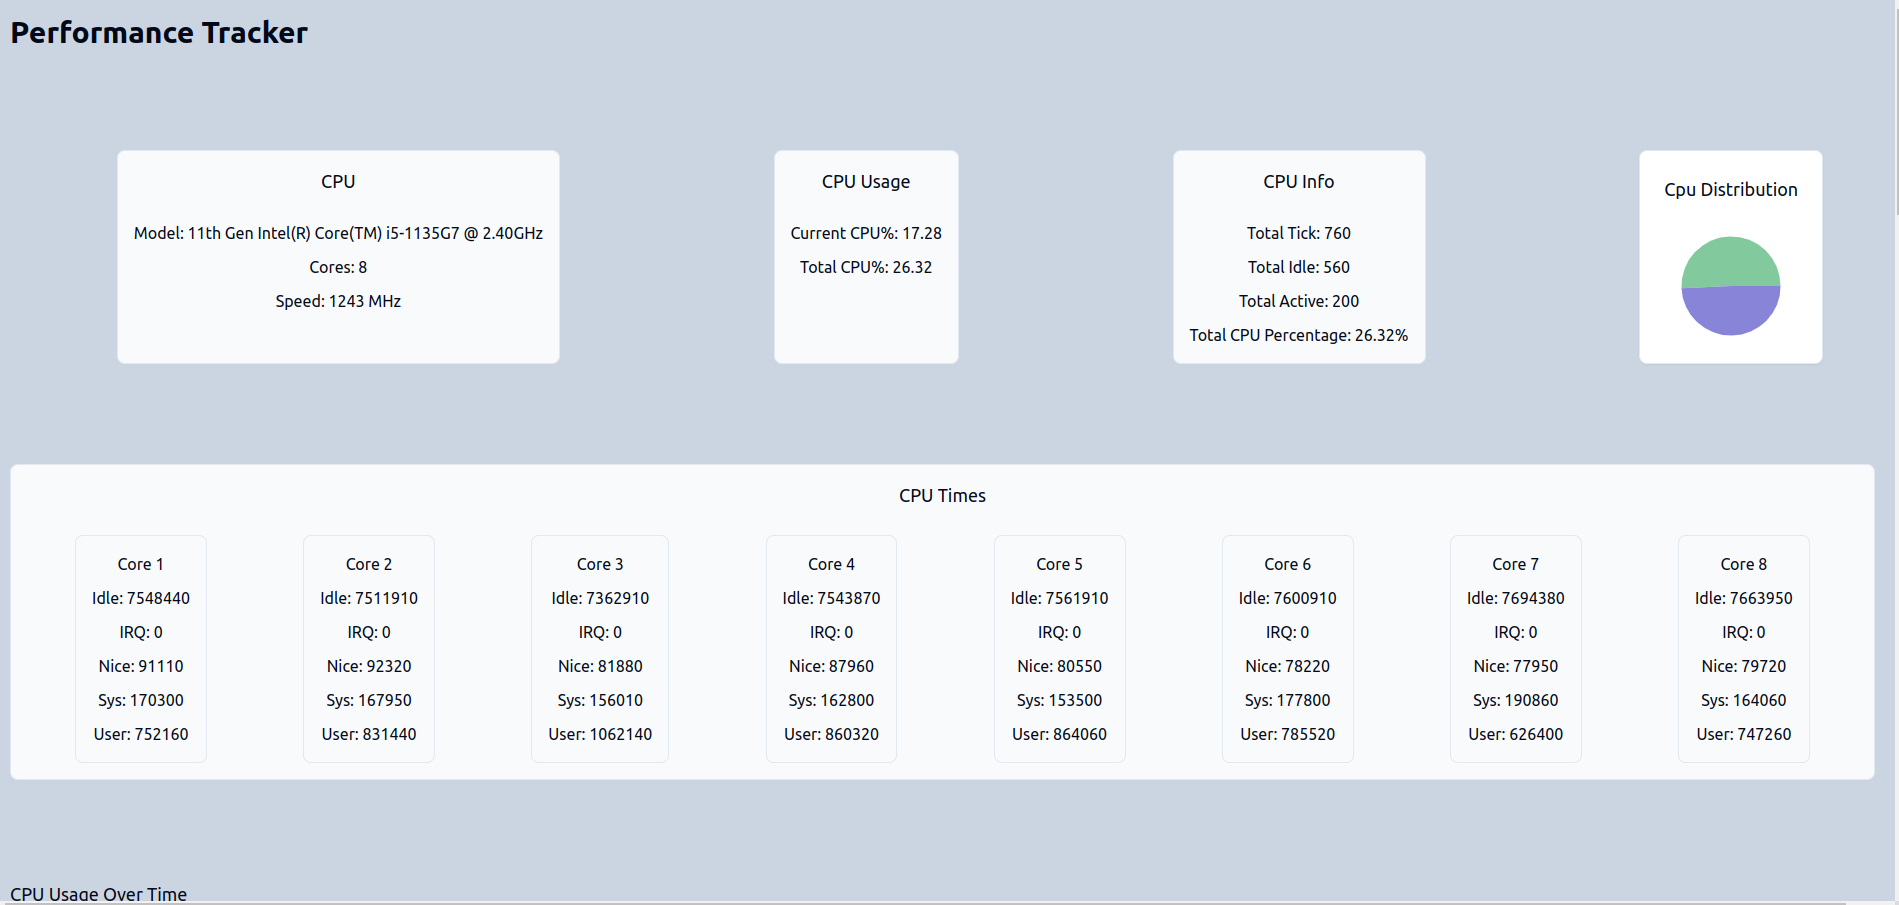 Performance Tracker
CPU
Model: 11th Gen Intel(R) Core(TM) i5-1135G7 @ 2.40GHz
Cores: 8
Speed: 1243 MHz
CPU Usage
Current CPU%: 17.28
Total CPU%: 26.32
CPU Info
Total Tick: 760
Total Idle: 560
Total Active: 200
Total CPU Percentage: 26.32%
Cpu Distribution
CPU Times
Core 1
Idle: 7548440
IRQ: 0
Nice: 91110
Sys: 170300
User: 752160
Core 2
Idle: 7511910
IRQ: 0
Nice: 92320
Sys: 167950
User: 831440
Core 3
Idle: 7362910
IRQ: 0
Nice: 81880
Sys: 156010
User: 1062140
Core 4
Idle: 7543870
IRQ: 0
Nice: 87960
Sys: 162800
User: 860320
Core 5
Idle: 7561910
IRQ: 0
Nice: 80550
Sys: 153500
User: 864060
Core 6
Idle: 7600910
IRQ: 0
Nice: 78220
Sys: 177800
User: 785520
Core 7
Idle: 7694380
IRQ: 0
Nice: 77950
Sys: 190860
User: 626400
Core 8
Idle: 7663950
IRQ: 0
Nice: 79720
Sys: 164060
User: 747260
CPU Usage Over Time